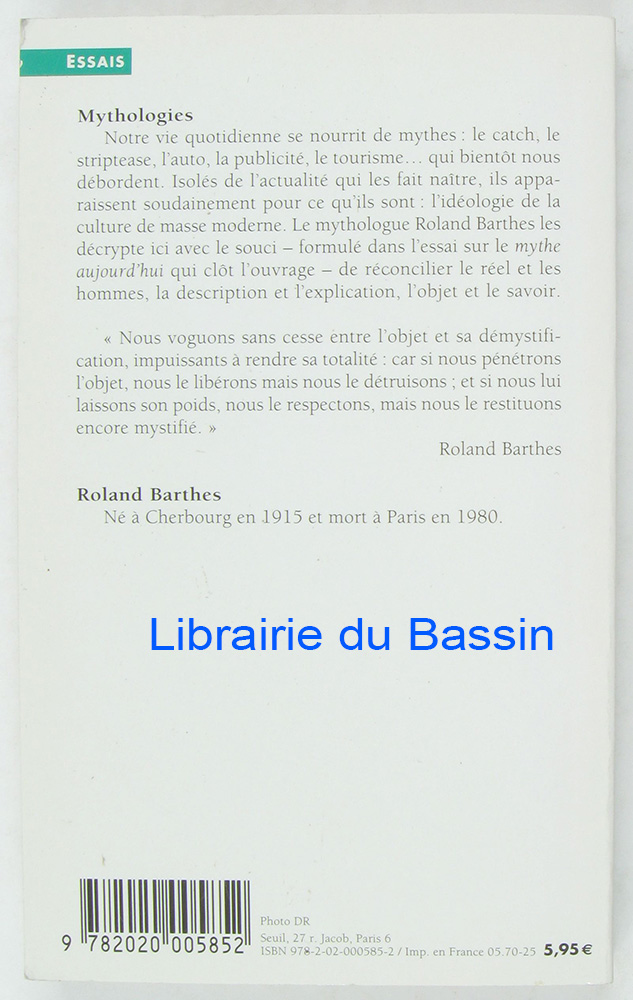 ESSAIS
Mythologies
Notre vie quotidienne se nourrit de mythes : le catch, le
striptease, l'auto, la publicité, le tourisme… qui bientôt nous
débordent. Isolés de l'actualité qui les fait naître, ils appa-
raissent soudainement pour ce qu'ils sont : l'idéologie de la
culture de masse moderne. Le mythologue Roland Barthes les
décrypte ici avec le souci – formulé dans l'essai sur le mythe
aujourd'hui qui clôt l'ouvrage – de réconcilier le réel et les
hommes, la description et l'explication, l'objet et le savoir.
« Nous voguons sans cesse entre l'objet et sa démystifi-
cation, impuissants à rendre sa totalité : car si nous pénétrons
l'objet, nous le libérons mais nous le détruisons ; et si nous lui
laissons son poids, nous le respectons, mais nous le restituons
encore mystifié. »
Roland Barthes
Roland Barthes
Né à Cherbourg en 1915 et mort à Paris en 1980.
Librairie du Bassin
9 782020 005852
Photo DR
Seuil, 27 r. Jacob, Paris 6
ISBN 978-2-02-000585-2 / Imp. en France 05.70-25 5,95 €